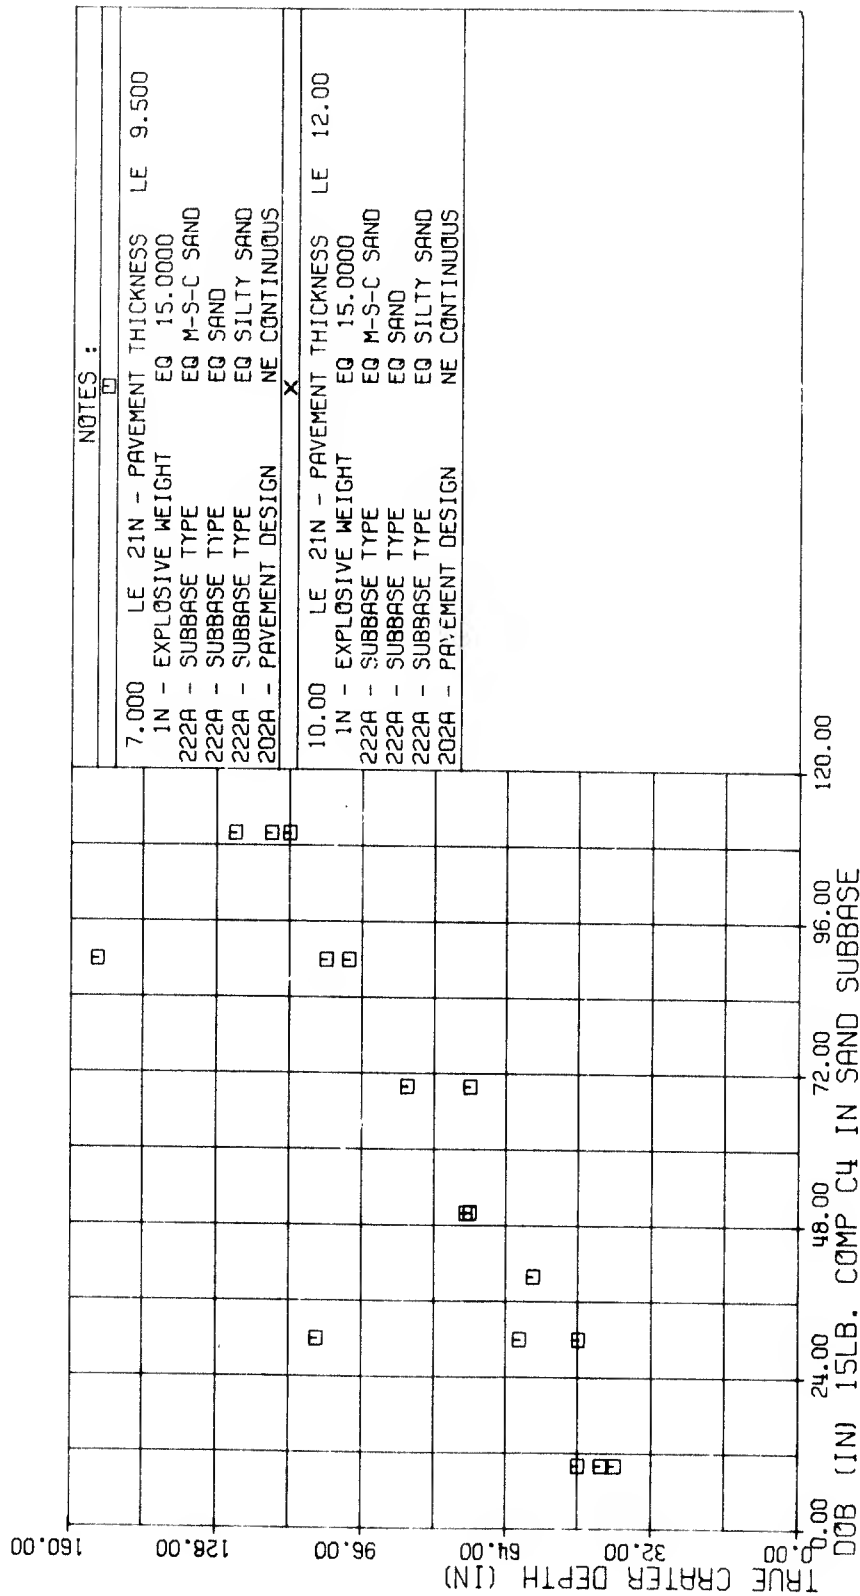 NOTES :
7.000 LE 21N - PAVEMENT THICKNESS LE 9.500
1N - EXPLOSIVE WEIGHT EQ 15.0000
222A - SUBBASE TYPE EQ M-S-C SAND
222A - SUBBASE TYPE EQ SAND
222A - SUBBASE TYPE EQ SILTY SAND
202A - PAVEMENT DESIGN NE CONTINUOUS
X
10.00 LE 21N - PAVEMENT THICKNESS LE 12.00
1N - EXPLOSIVE WEIGHT EQ 15.0000
222A - SUBBASE TYPE EQ M-S-C SAND
222A - SUBBASE TYPE EQ SAND
222A - SUBBASE TYPE EQ SILTY SAND
202A - PAVEMENT DESIGN NE CONTINUOUS
TRUE CRATER DEPTH (IN)
160.00
128.00
96.00
64.00
32.00
0.00
0.00 24.00 48.00 72.00 96.00 120.00
DOB (IN) 15LB. COMP C4 IN SAND SUBBASE